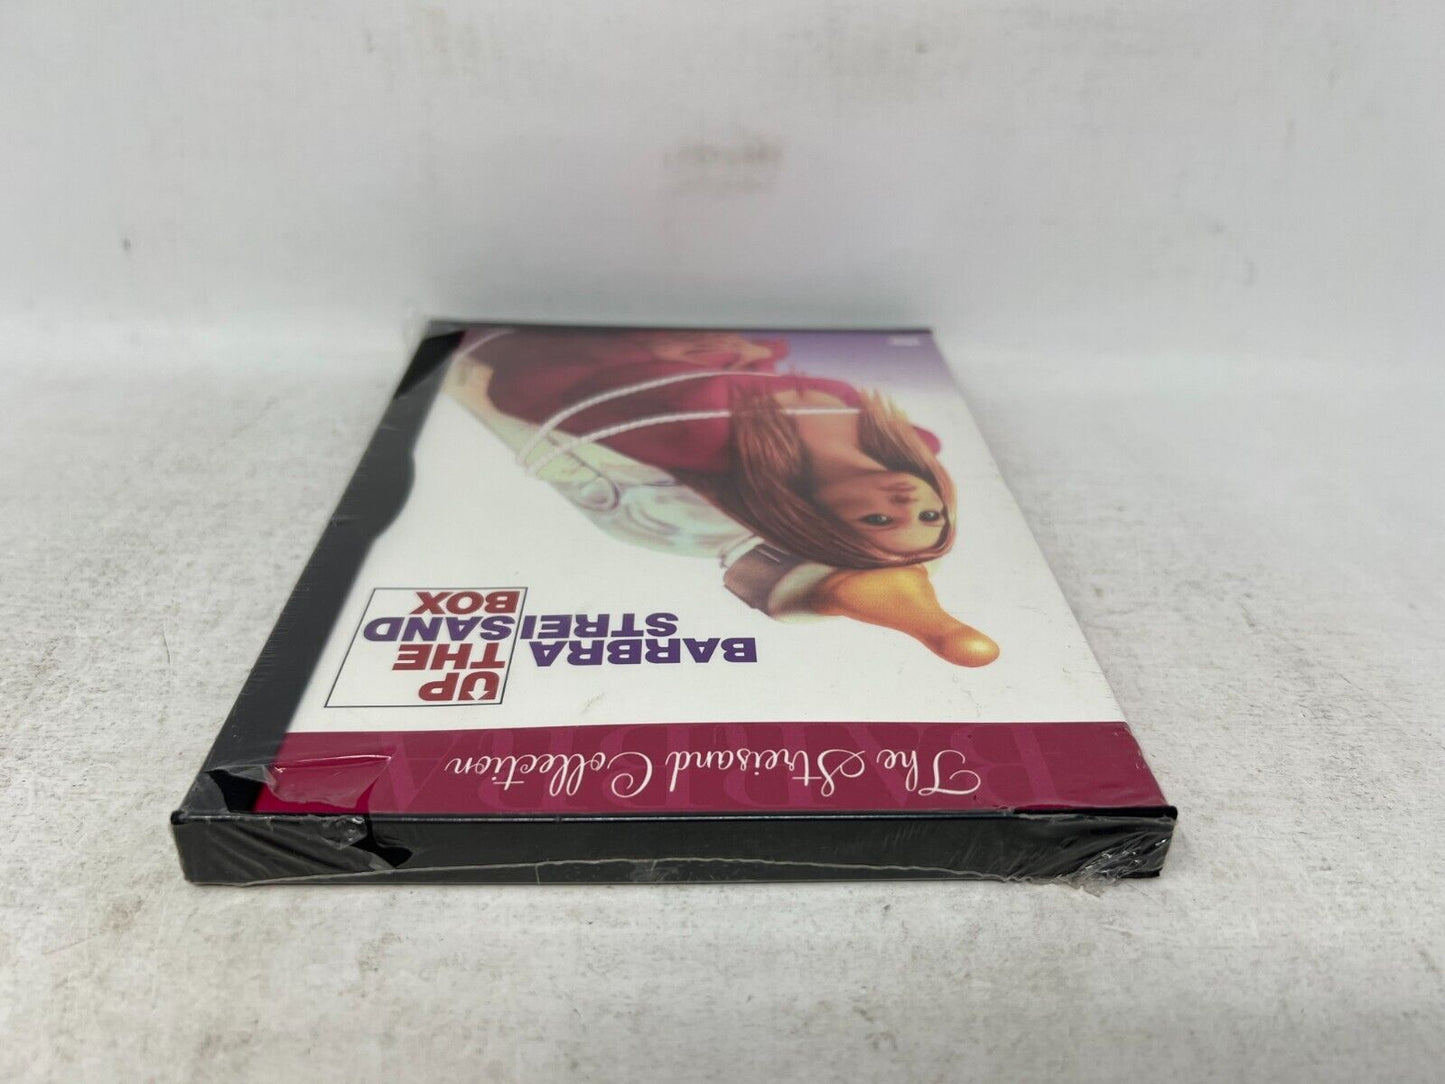 The Streisand Collection
BARBRA
BARBRA
STREISAND
UP
THE
BOX